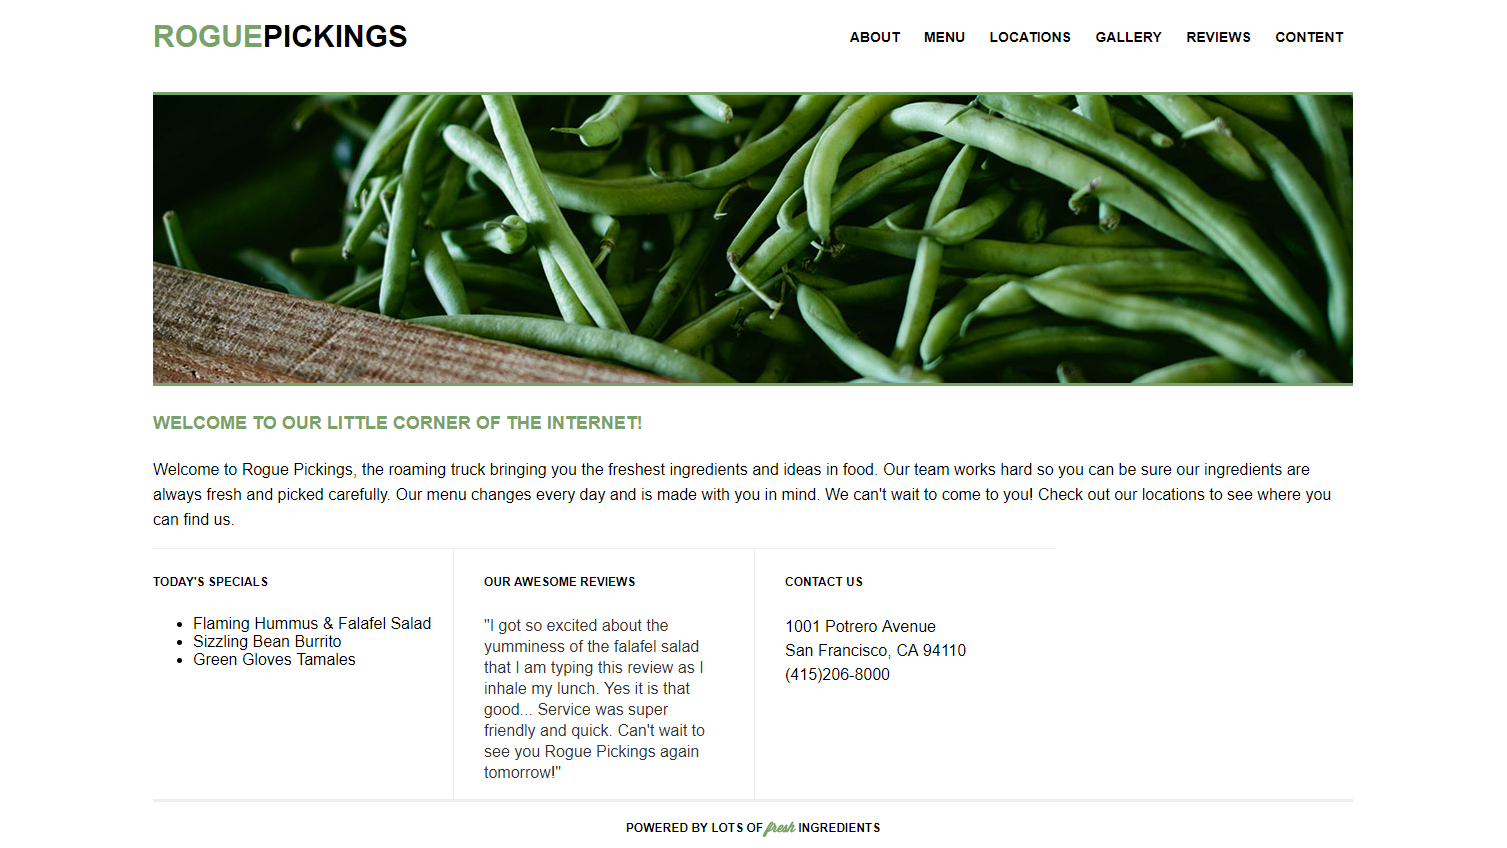 ROGUEPICKINGS
ABOUT MENU LOCATIONS GALLERY REVIEWS CONTENT
WELCOME TO OUR LITTLE CORNER OF THE INTERNET!
Welcome to Rogue Pickings, the roaming truck bringing you the freshest ingredients and ideas in food. Our team works hard so you can be sure our ingredients are
always fresh and picked carefully. Our menu changes every day and is made with you in mind. We can't wait to come to you! Check out our locations to see where you
can find us.
TODAY'S SPECIALS
• Flaming Hummus & Falafel Salad
• Sizzling Bean Burrito
• Green Gloves Tamales
OUR AWESOME REVIEWS
"I got so excited about the
yumminess of the falafel salad
that I am typing this review as I
inhale my lunch. Yes it is that
good... Service was super
friendly and quick. Can't wait to
see you Rogue Pickings again
tomorrow!"
CONTACT US
1001 Potrero Avenue
San Francisco, CA 94110
(415)206-8000
POWERED BY LOTS OF fresh INGREDIENTS